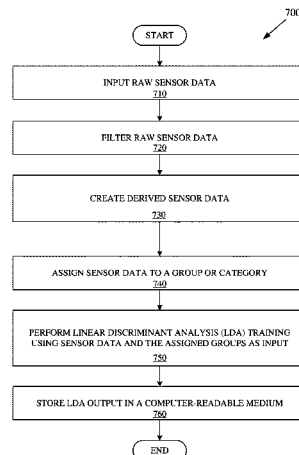 700
START
INPUT RAW SENSOR DATA
710
FILTER RAW SENSOR DATA
720
CREATE DERIVED SENSOR DATA
730
ASSIGN SENSOR DATA TO A GROUP OR CATEGORY
740
PERFORM LINEAR DISCRIMINANT ANALYSIS (LDA) TRAINING
USING SENSOR DATA AND THE ASSIGNED GROUPS AS INPUT
750
STORE LDA OUTPUT IN A COMPUTER-READABLE MEDIUM
760
END